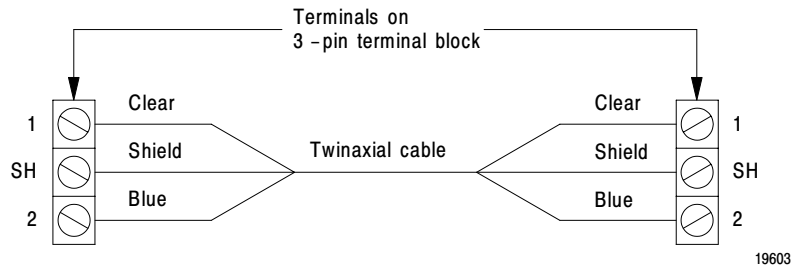 Terminals on
3 –pin terminal block
Clear Clear
1 1
Shield Twinaxial cable Shield
SH SH
Blue Blue
2 2
19603